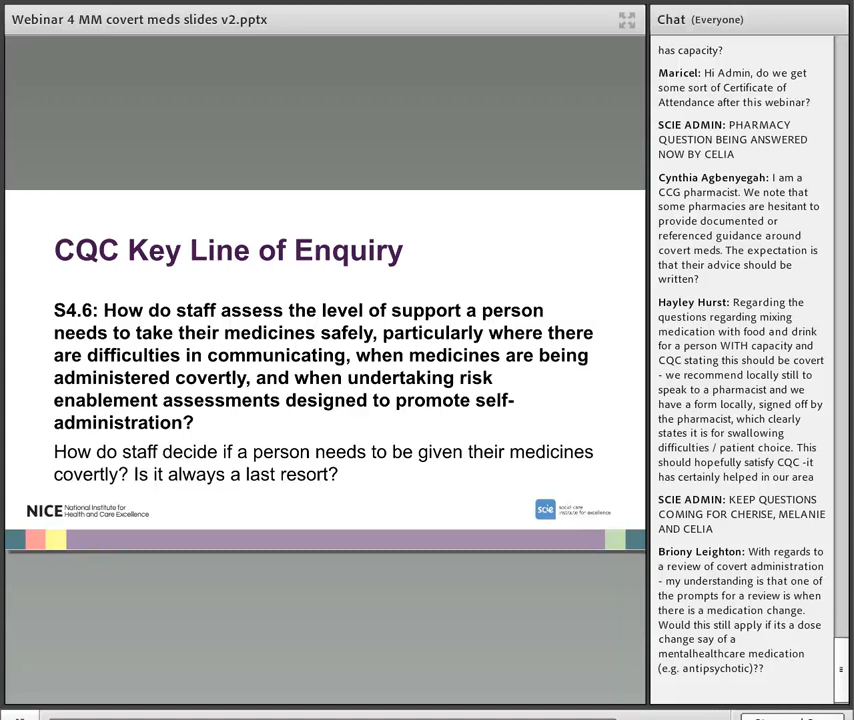 Webinar 4 MM covert meds slides v2.pptx
CQC Key Line of Enquiry
S4.6: How do staff assess the level of support a person
needs to take their medicines safely, particularly where there
are difficulties in communicating, when medicines are being
administered covertly, and when undertaking risk
enablement assessments designed to promote self-
administration?
How do staff decide if a person needs to be given their medicines
covertly? Is it always a last resort?
NICE National Institute for
Health and Care Excellence
scie social care
institute for excellence
Chat (Everyone)
has capacity?
Maricel: Hi Admin, do we get
some sort of Certificate of
Attendance after this webinar?
SCIE ADMIN: PHARMACY
QUESTION BEING ANSWERED
NOW BY CELIA
Cynthia Agbenyegah: I am a
CCG pharmacist. We note that
some pharmacies are hesitant to
provide documented or
referenced guidance around
covert meds. The expectation is
that their advice should be
written?
Hayley Hurst: Regarding the
questions regarding mixing
medication with food and drink
for a person WITH capacity and
CQC stating this should be covert
- we recommend locally still to
speak to a pharmacist and we
have a form locally, signed off by
the pharmacist, which clearly
states it is for swallowing
difficulties / patient choice. This
should hopefully satisfy CQC -it
has certainly helped in our area
SCIE ADMIN: KEEP QUESTIONS
COMING FOR CHERISE, MELANIE
AND CELIA
Briony Leighton: With regards to
a review of covert administration
- my understanding is that one of
the prompts for a review is when
there is a medication change.
Would this still apply if its a dose
change say of a
mentalhealthcare medication
(e.g. antipsychotic)??